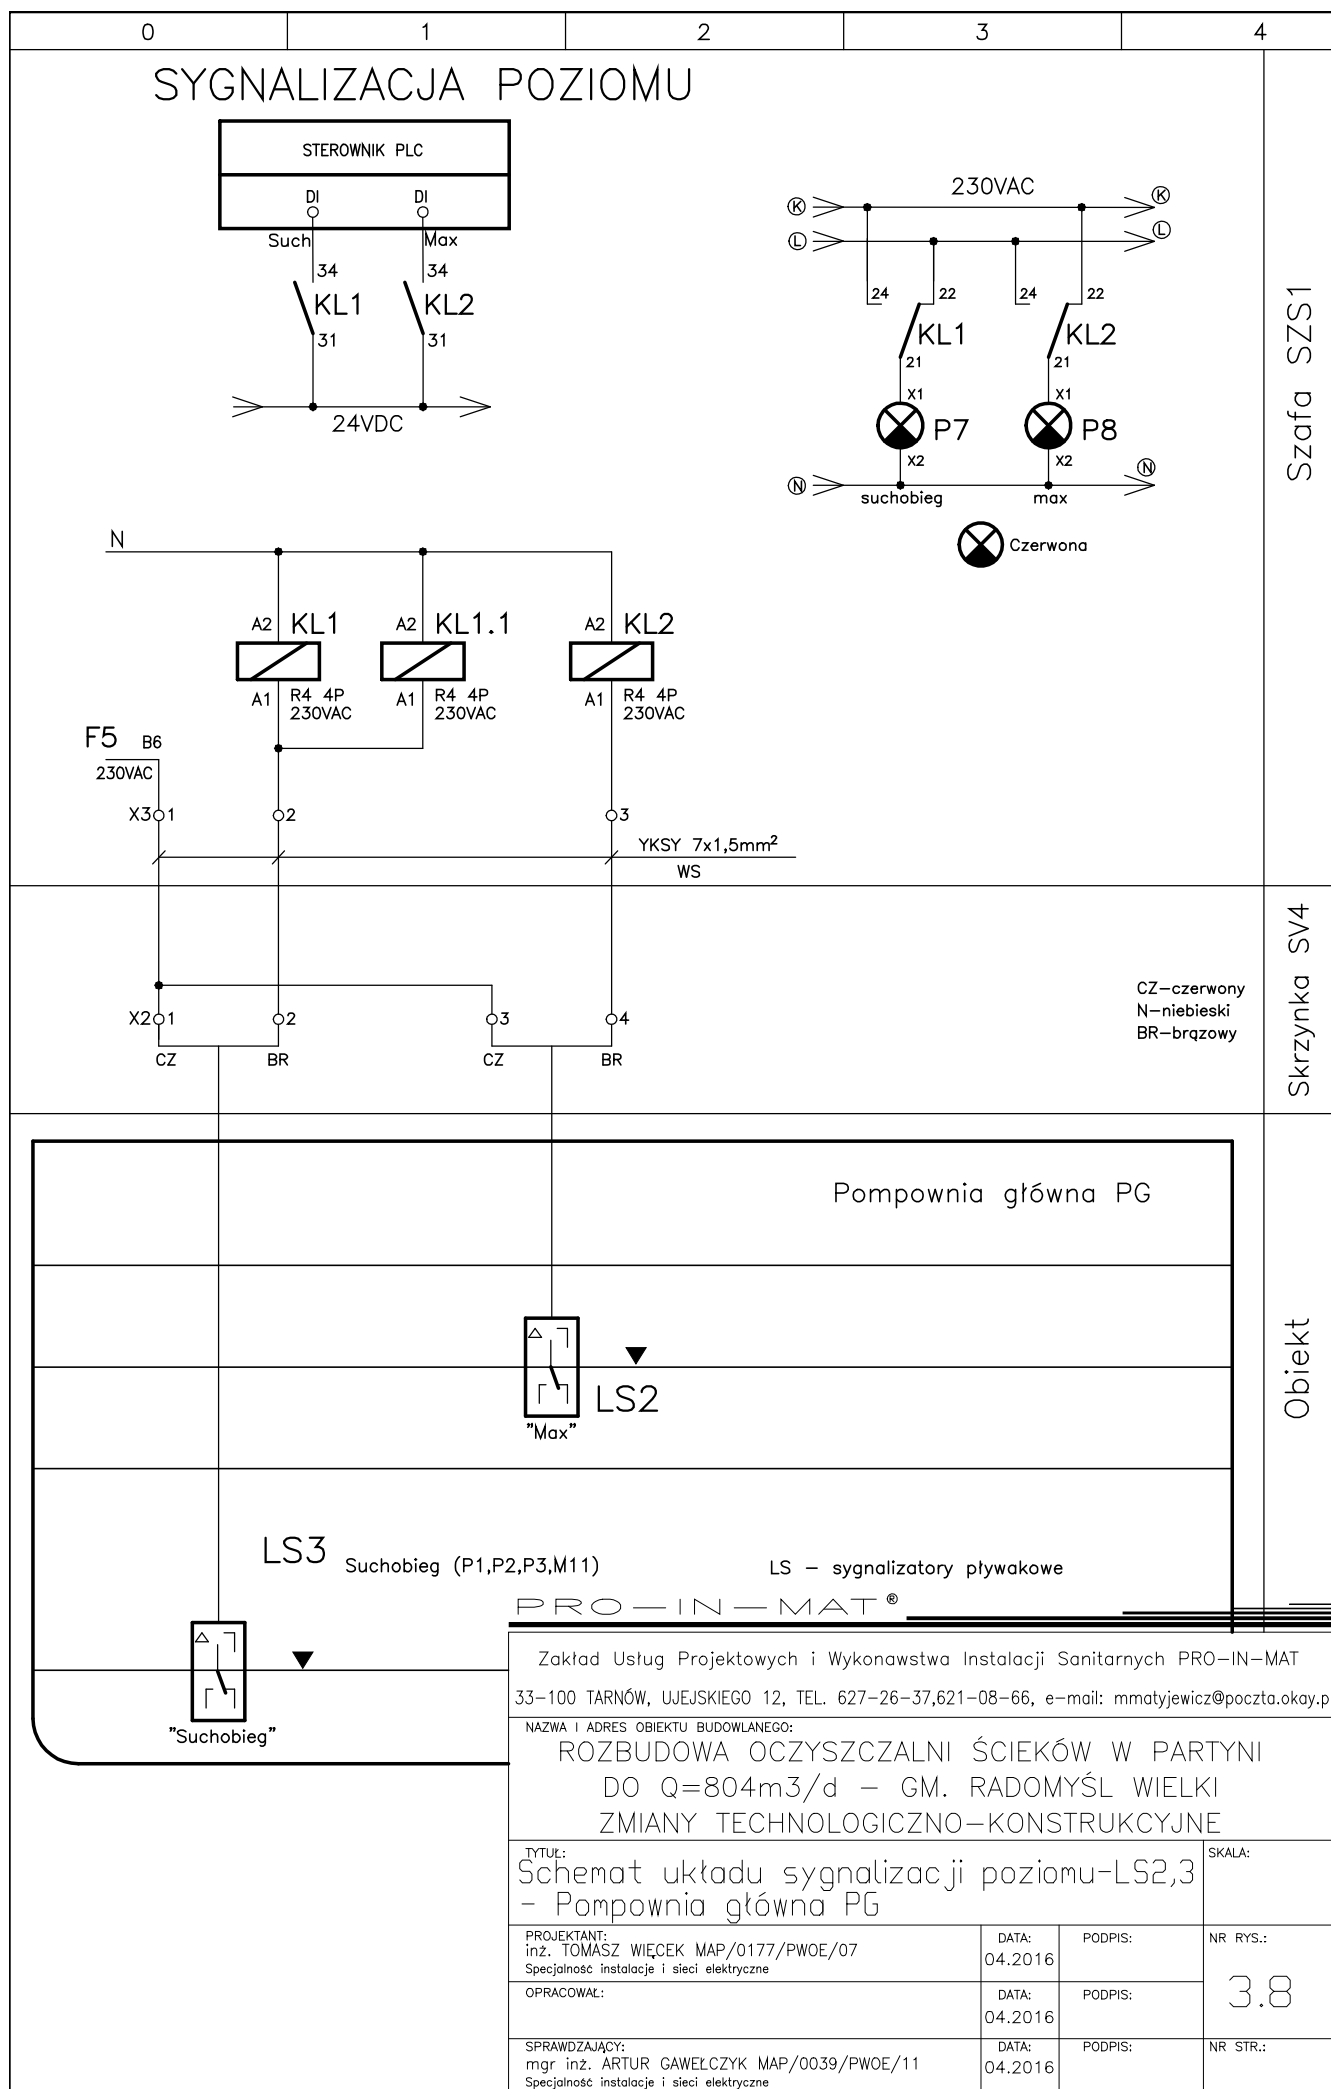 0 1 2 3 4
SYGNALIZACJA POZIOMU
STEROWNIK PLC
DI DI
Such Max
34 34
KL1 KL2
31 31
24VDC
230VAC
K K
L L
24 22 24 22
KL1 KL2
21 21
X1 X1
P7 P8
X2 X2
N N
suchobieg max
Czerwona
Szafa SZS1
N
A2 KL1 A2 KL1.1 A2 KL2
A1 R4 4P A1 R4 4P A1 R4 4P
230VAC 230VAC 230VAC
F5 B6
230VAC
X3 1 2 3
YKSY 7x1,5mm²
WS
Skrzynka SV4
CZ-czerwony
N-niebieski
BR-brązowy
X2 1 2 3 4
CZ BR CZ BR
Obiekt
Pompownia główna PG
LS2
"Max"
LS3 Suchobieg (P1,P2,P3,M11)
LS - sygnalizatory pływakowe
"Suchobieg"
PRO-IN-MAT®
Zakład Usług Projektowych i Wykonawstwa Instalacji Sanitarnych PRO-IN-MAT
33-100 TARNÓW, UJEJSKIEGO 12, TEL. 627-26-37,621-08-66, e-mail: mmatyjewicz@poczta.okay.p
NAZWA I ADRES OBIEKTU BUDOWLANEGO:
ROZBUDOWA OCZYSZCZALNI ŚCIEKÓW W PARTYNI
DO Q=804m3/d - GM. RADOMYŚL WIELKI
ZMIANY TECHNOLOGICZNO-KONSTRUKCYJNE
TYTUŁ:
Schemat układu sygnalizacji poziomu-LS2,3
- Pompownia główna PG
SKALA:
PROJEKTANT:
inż. TOMASZ WIĘCEK MAP/0177/PWOE/07
Specjalność instalacje i sieci elektryczne
DATA:
04.2016
PODPIS:
NR RYS.:
3.8
OPRACOWAŁ:
DATA:
04.2016
PODPIS:
SPRAWDZAJĄCY:
mgr inż. ARTUR GAWEŁCZYK MAP/0039/PWOE/11
Specjalność instalacje i sieci elektryczne
DATA:
04.2016
PODPIS:
NR STR.: